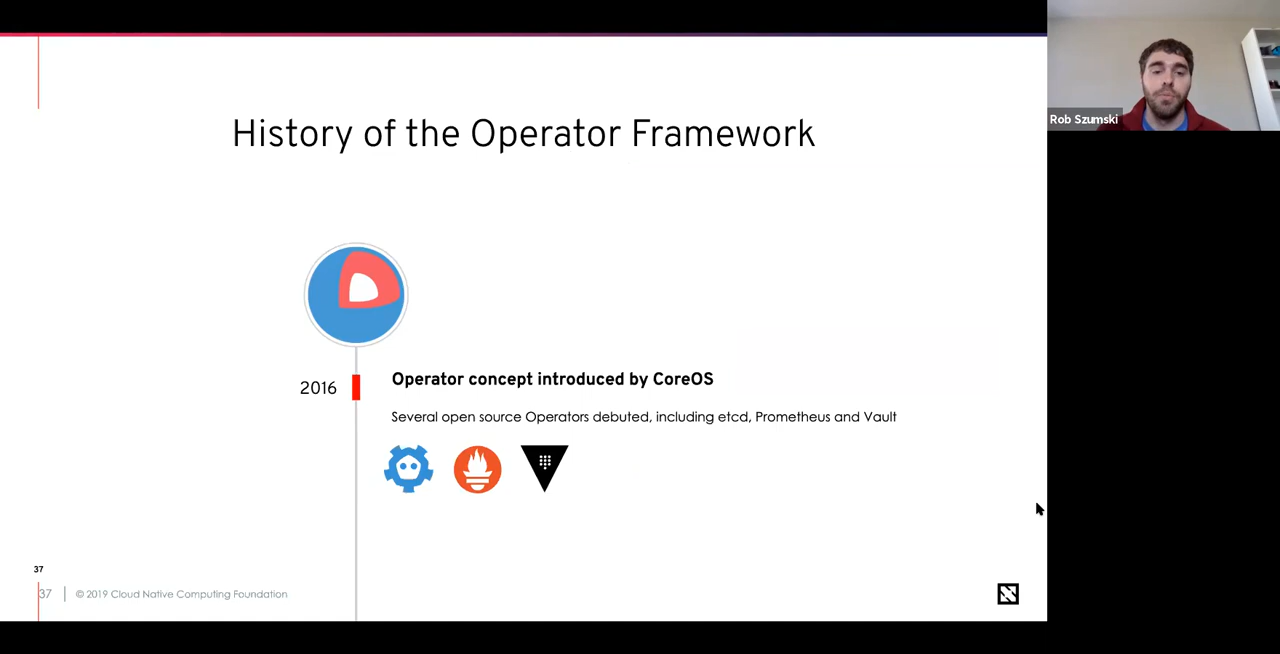 History of the Operator Framework
Rob Szumski
2016
Operator concept introduced by CoreOS
Several open source Operators debuted, including etcd, Prometheus and Vault
37
37 | © 2019 Cloud Native Computing Foundation